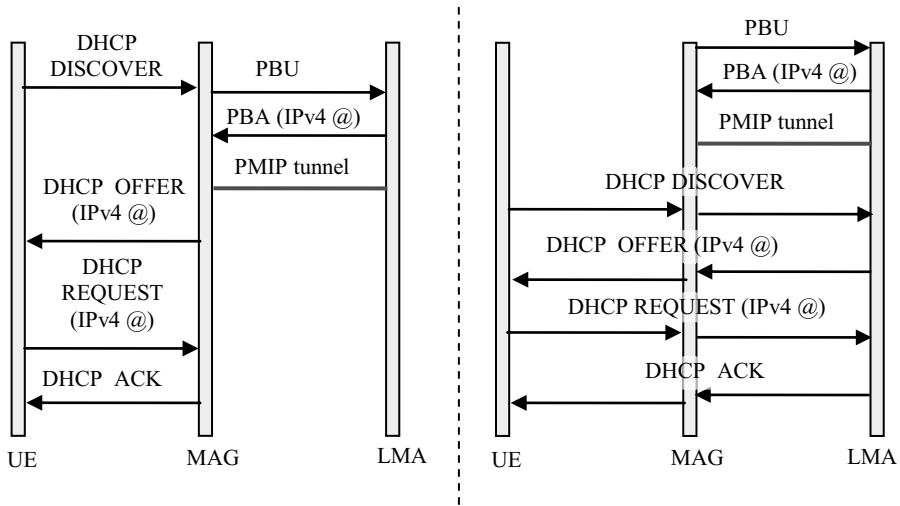 DHCP
DISCOVER
PBU
PBA (IPv4 @)
PMIP tunnel
DHCP OFFER
(IPv4 @)
DHCP
REQUEST
(IPv4 @)
DHCP ACK
UE
MAG
LMA
PBU
PBA (IPv4 @)
PMIP tunnel
DHCP DISCOVER
DHCP OFFER (IPv4 @)
DHCP REQUEST (IPv4 @)
DHCP ACK
UE
MAG
LMA